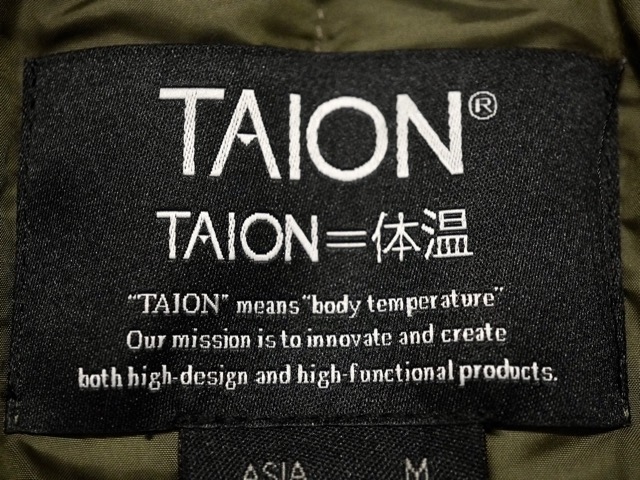 TAION®
TAION=体温
"TAION" means "body temperature"
Our mission is to innovate and create
both high-design and high-functional products.
ASIA M